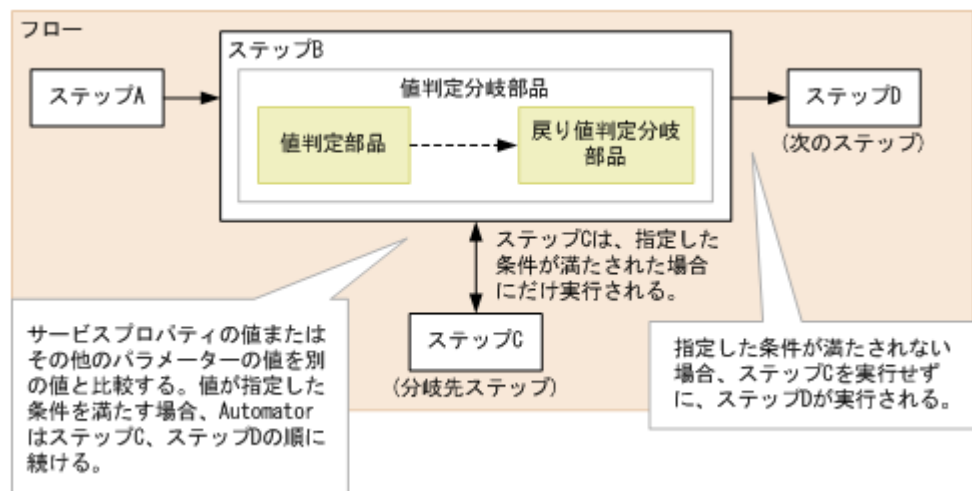 フロー
ステップA
ステップB
値判定分岐部品
値判定部品
戻り値判定分岐
部品
ステップD
(次のステップ)
ステップCは、指定した
条件が満たされた場合
にだけ実行される。
ステップC
(分岐先ステップ)
サービスプロパティの値または
その他のパラメーターの値を別
の値と比較する。値が指定した
条件を満たす場合、Automator
はステップC、ステップDの順に
続ける。
指定した条件が満たされない
場合、ステップCを実行せず
に、ステップDが実行される。